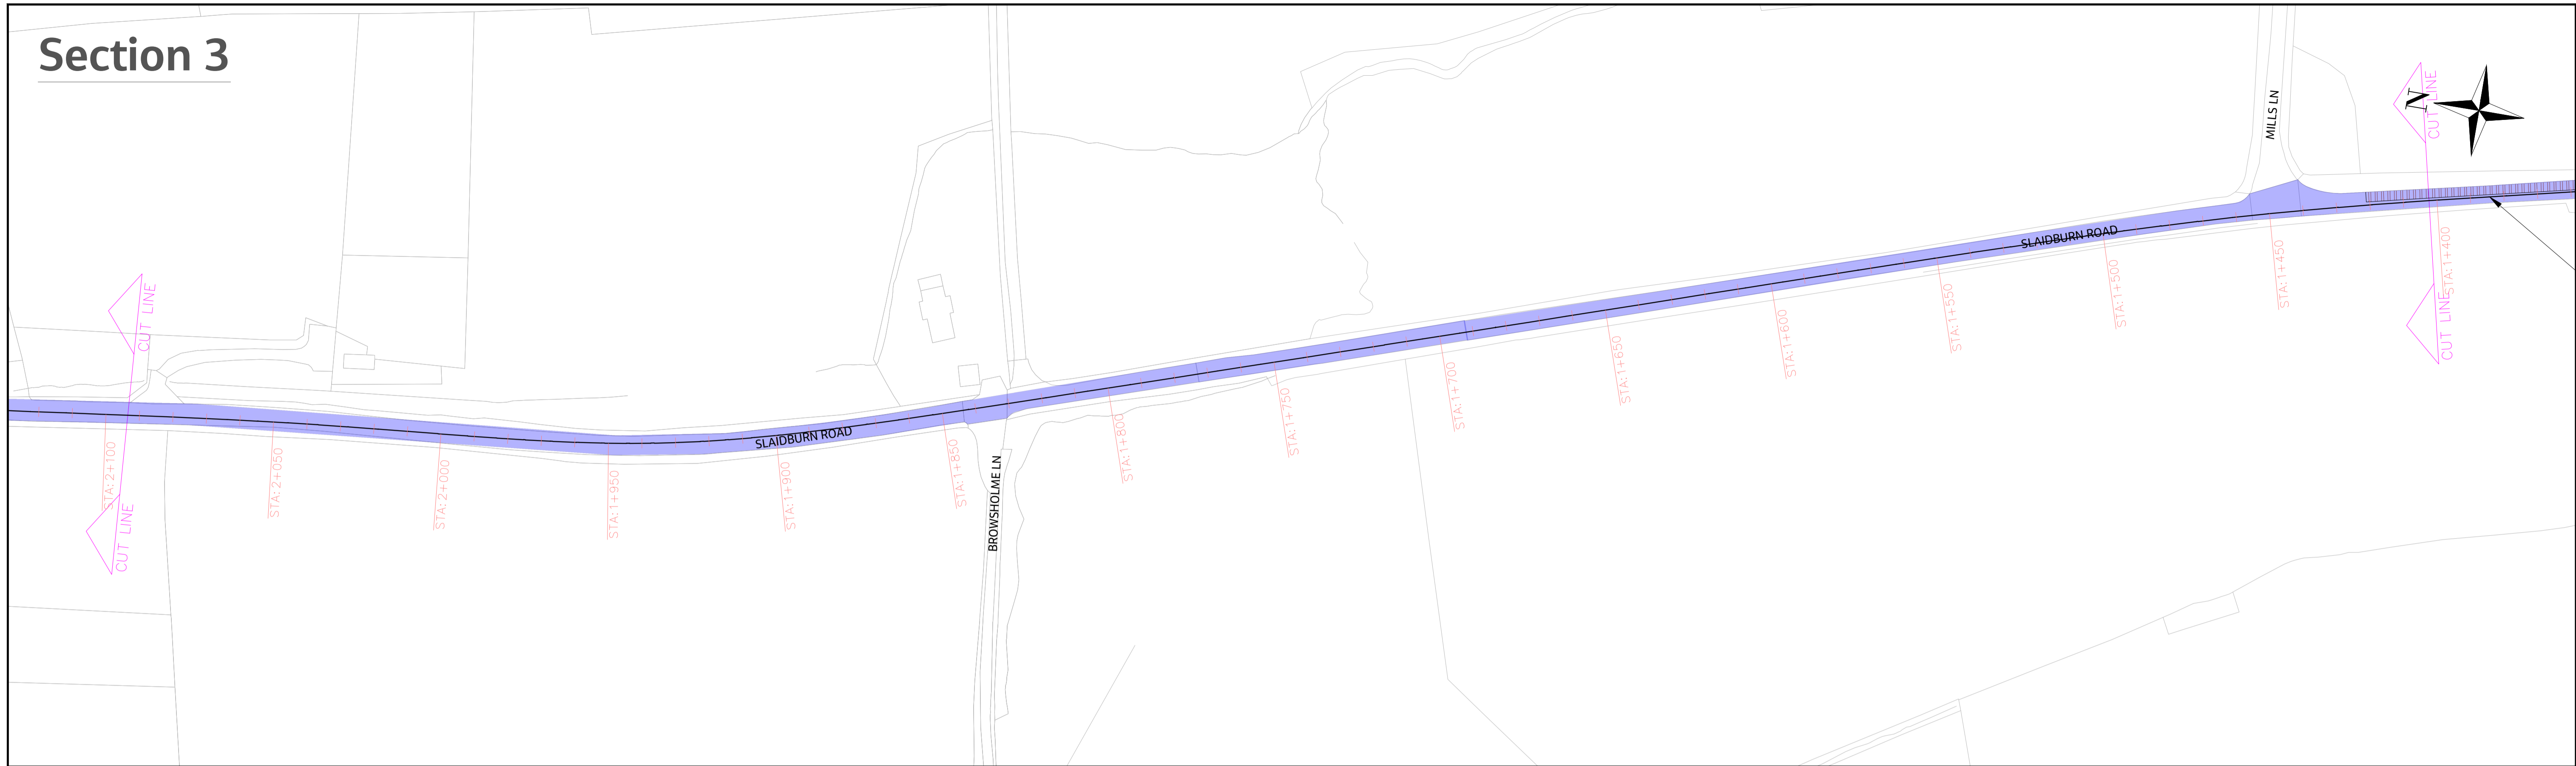 Section 3
CUT LINE
CUT LINE
STA: 2+100
STA: 2+050
STA: 2+000
STA: 1+950
STA: 1+900
SLAIDBURN ROAD
STA: 1+850
BROWSHOLME LN
STA: 1+800
STA: 1+750
STA: 1+700
STA: 1+650
STA: 1+600
STA: 1+550
SLAIDBURN ROAD
STA: 1+500
MILLS LN
STA: 1+450
N
CUT LINE
STA: 1+400
CUT LINE